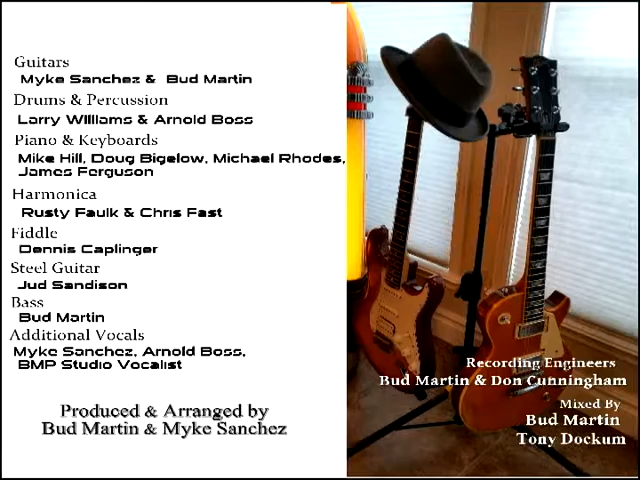 Guitars
Myke Sanchez & Bud Martin
Drums & Percussion
Larry Williams & Arnold Boss
Piano & Keyboards
Mike Hill, Doug Bigelow, Michael Rhodes,
James Ferguson
Harmonica
Rusty Faulk & Chris Fast
Fiddle
Dennis Caplinger
Steel Guitar
Jud Sandison
Bass
Bud Martin
Additional Vocals
Myke Sanchez, Arnold Boss,
BMP Studio Vocalist
Produced & Arranged by
Bud Martin & Myke Sanchez
Recording Engineers
Bud Martin & Don Cunningham
Mixed By
Bud Martin
Tony Dockum